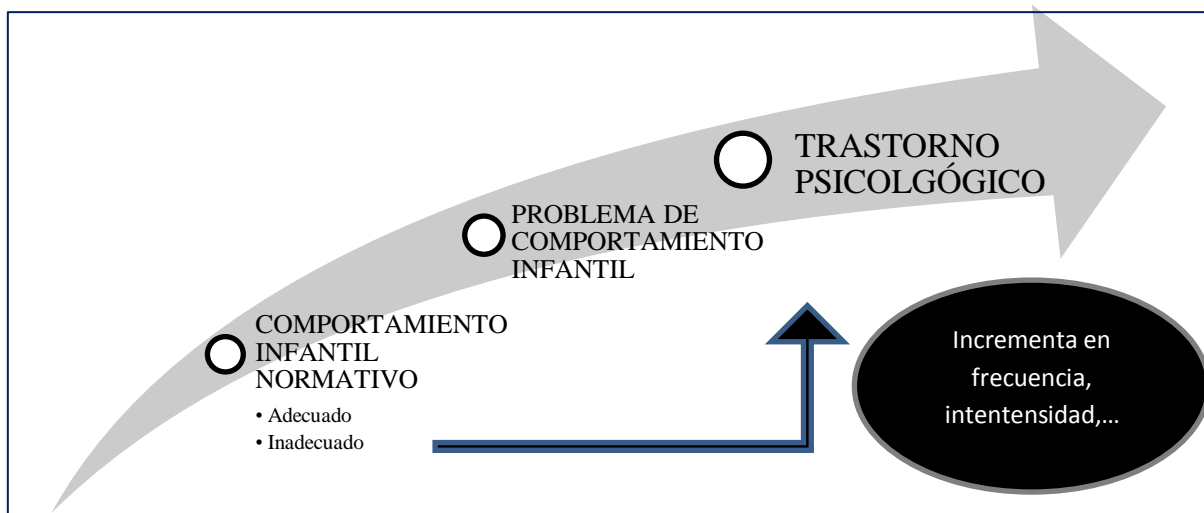 TRASTORNO
PSICOLGÓGICO
PROBLEMA DE
COMPORTAMIENTO
INFANTIL
COMPORTAMIENTO
INFANTIL
NORMATIVO
• Adecuado
• Inadecuado
Incrementa en
frecuencia,
intentensidad,...